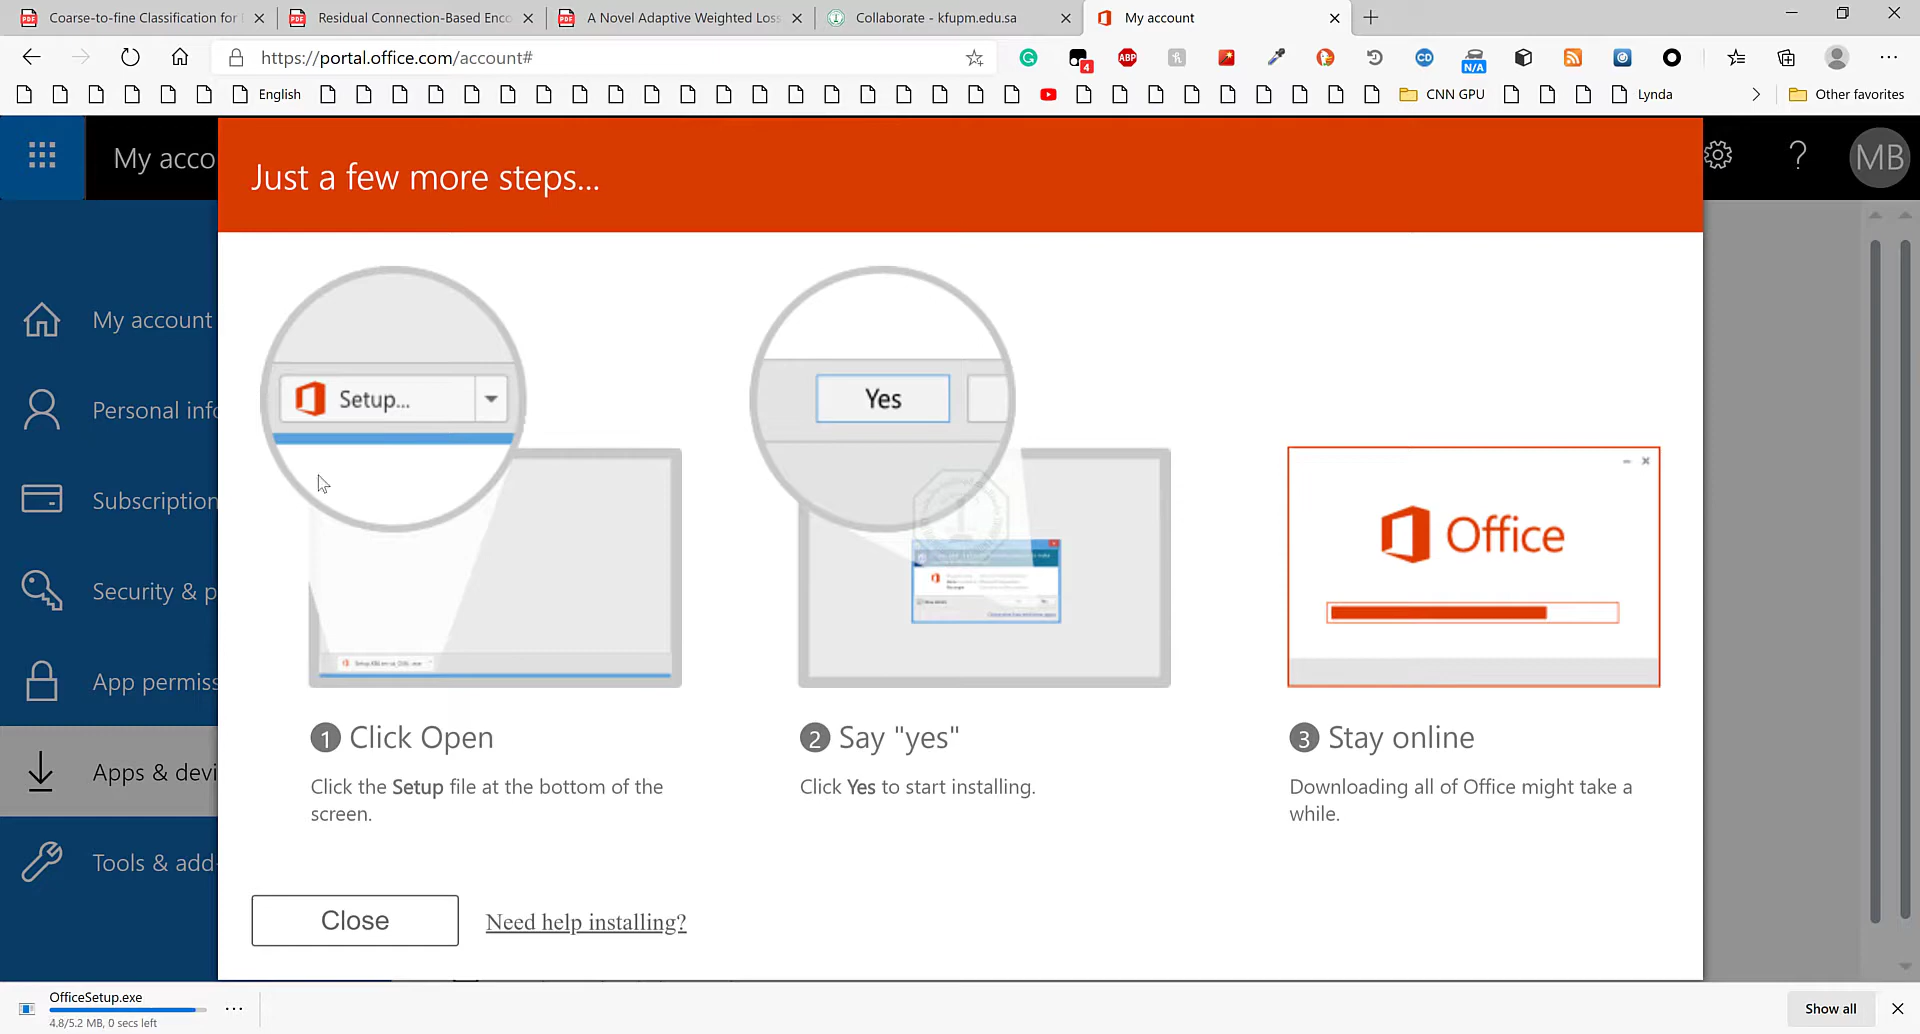 Coarse-to-fine Classification for
Residual Connection-Based Enco
A Novel Adaptive Weighted Loss
Collaborate - kfupm.edu.sa
My account
https://portal.office.com/account#
4
ABP
CD
N/A
English
CNN GPU
Lynda
Other favorites
My acco
Just a few more steps...
MB
My account
Personal info
Subscription
Security & p
App permiss
Apps & devi
Tools & add-
Setup...
Yes
Office
1 Click Open
Click the Setup file at the bottom of the
screen.
2 Say "yes"
Click Yes to start installing.
3 Stay online
Downloading all of Office might take a
while.
Close
Need help installing?
OfficeSetup.exe
4.8/5.2 MB, 0 secs left
Show all